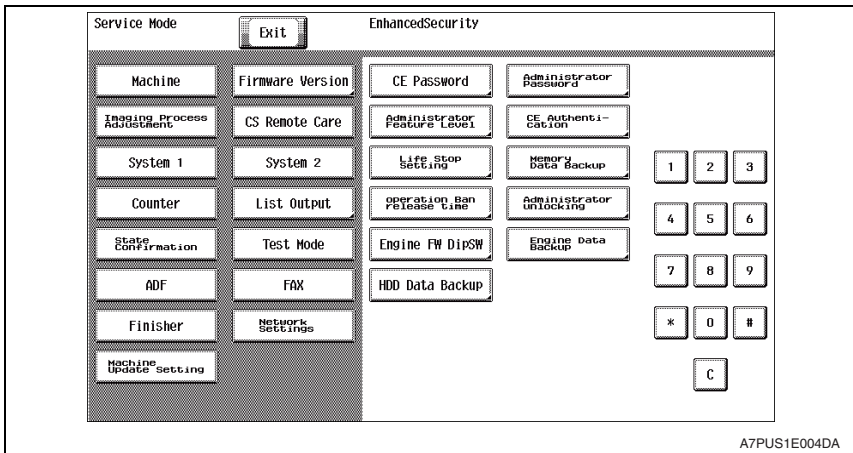 Service Mode
Exit
EnhancedSecurity
Machine
Firmware Version
CE Password
Administrator
Password
Imaging Process
Adjustment
CS Remote Care
Administrator
Feature Level
CE Authenti-
cation
System 1
System 2
Life Stop
Setting
Memory
Data Backup
1
2
3
Counter
List Output
operation Ban
release time
Administrator
unlocking
4
5
6
State
Confirmation
Test Mode
Engine FW DipSW
Engine Data
Backup
7
8
9
ADF
FAX
HDD Data Backup
Finisher
Network
Settings
*
0
#
Machine
Update Setting
C
A7PUS1E004DA